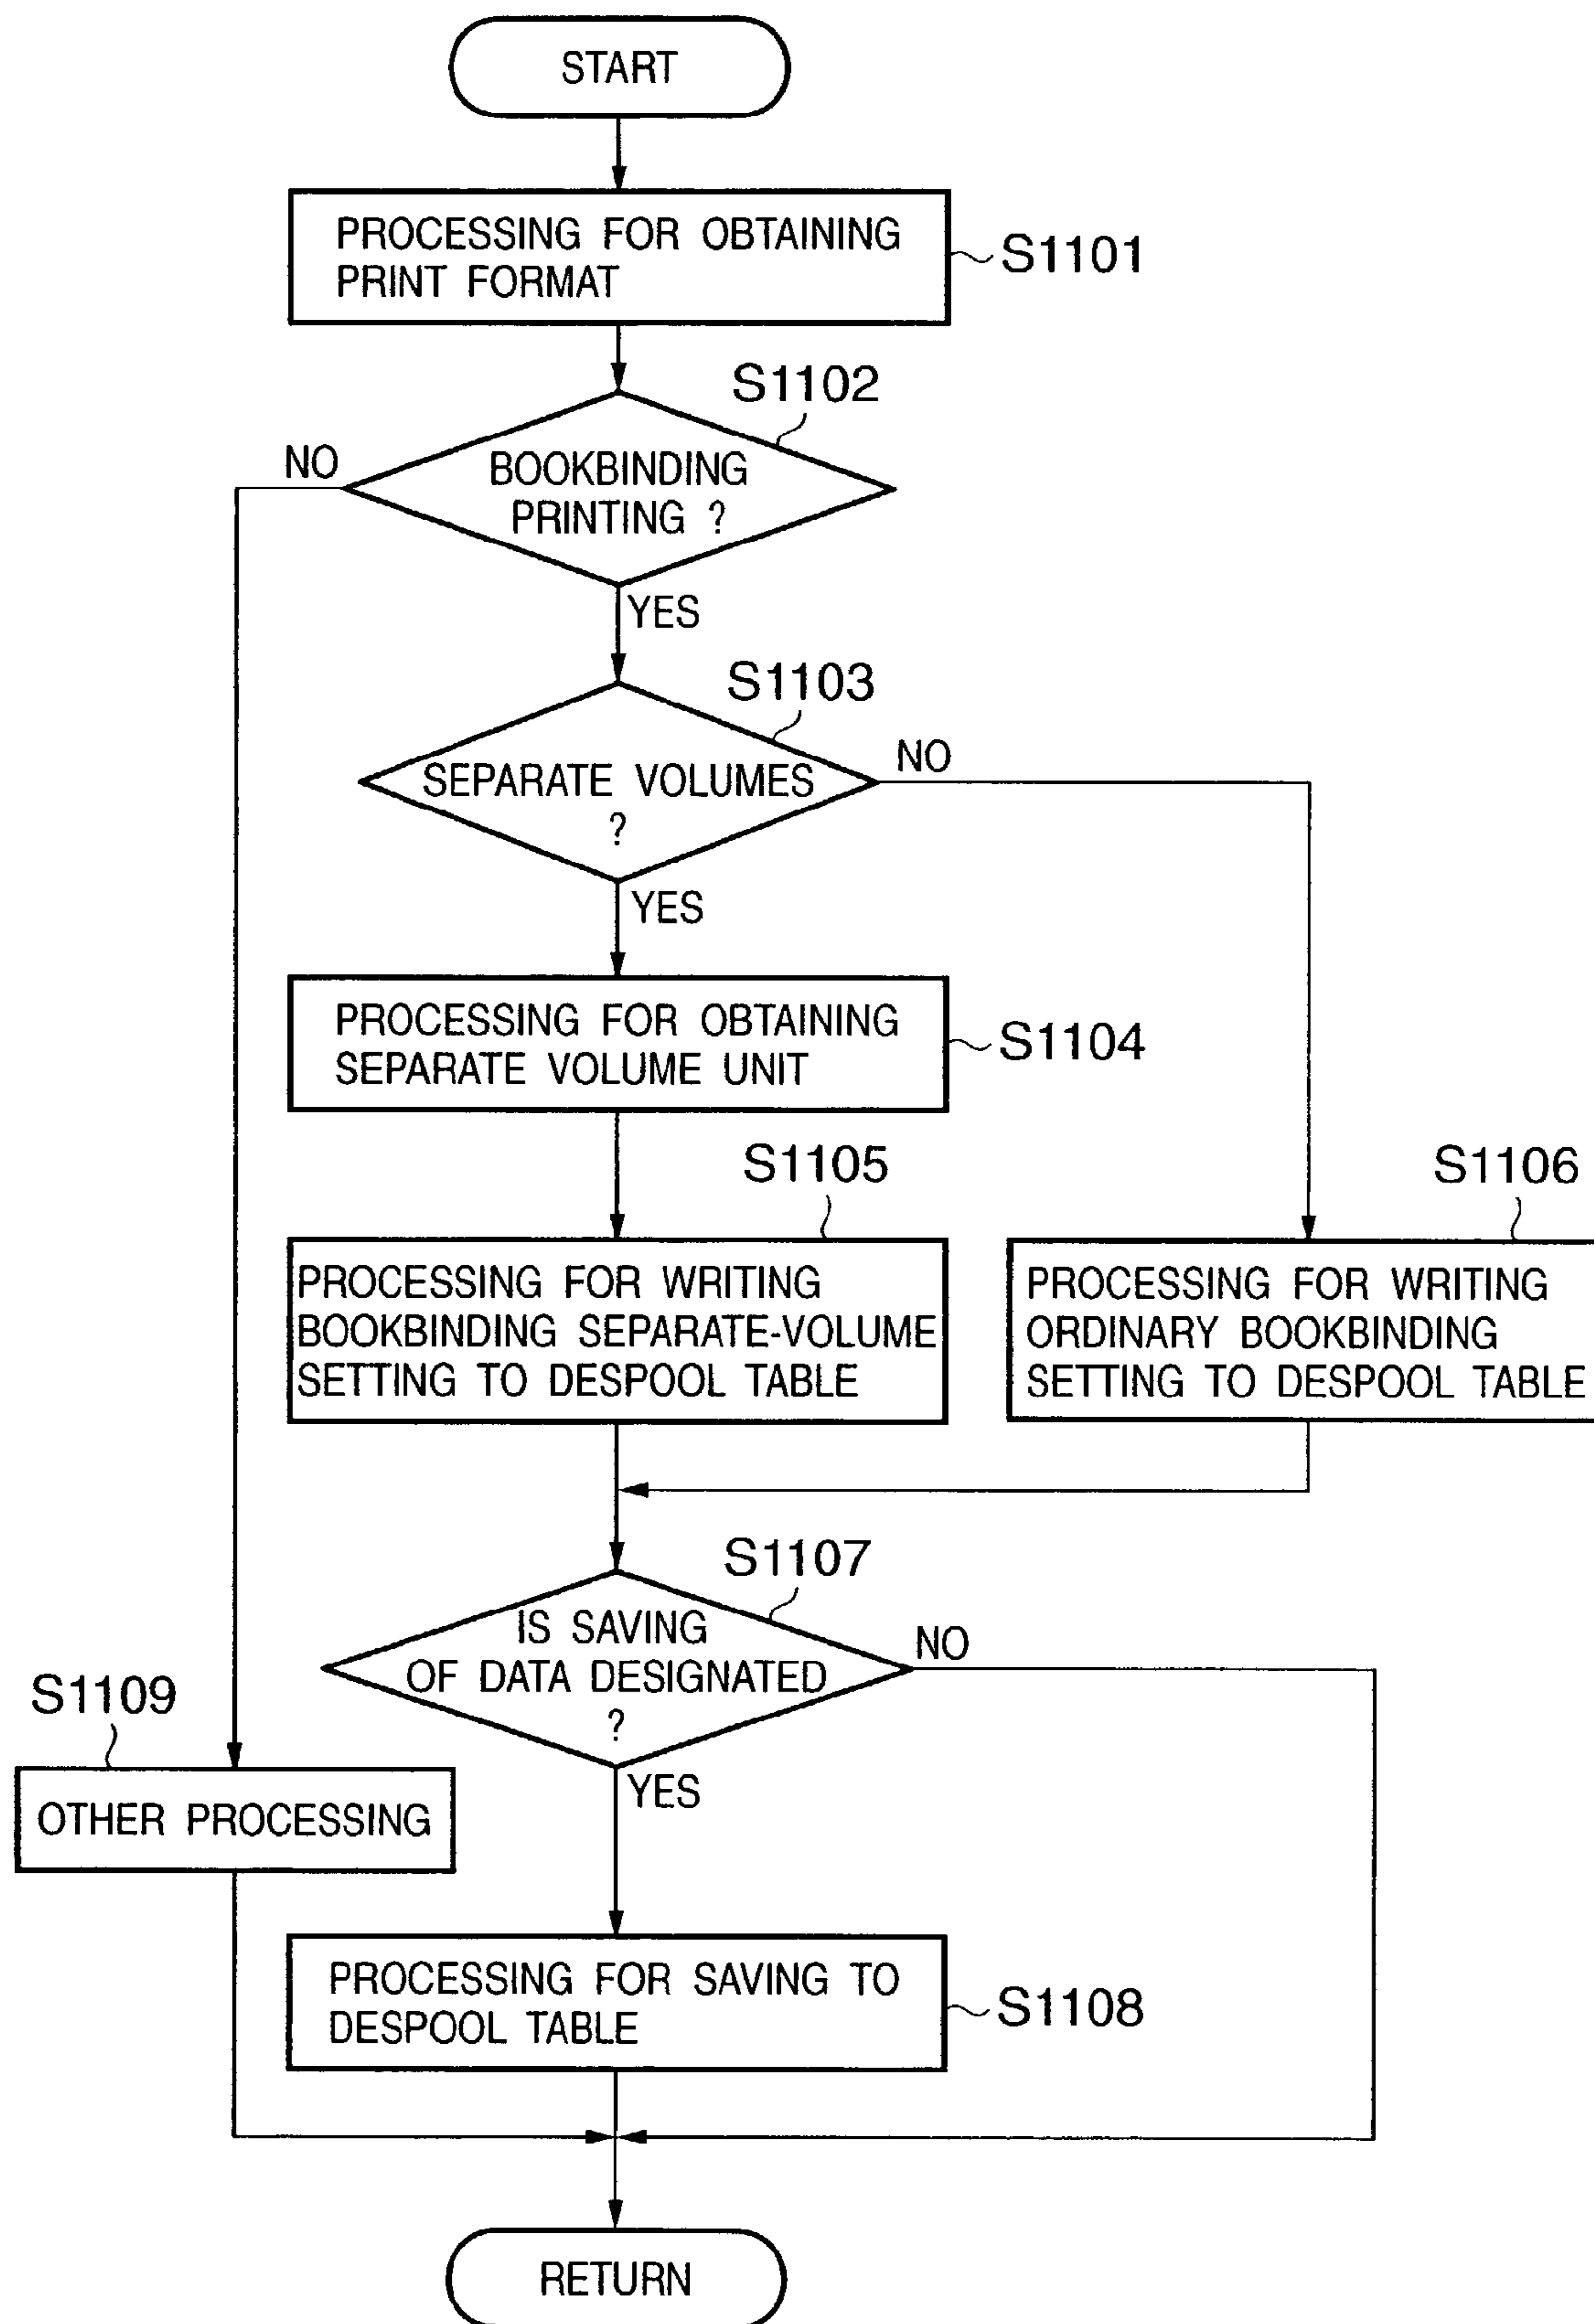 START
PROCESSING FOR OBTAINING
PRINT FORMAT
S1101
S1102
NO
BOOKBINDING
PRINTING ?
YES
S1103
NO
SEPARATE VOLUMES
?
YES
PROCESSING FOR OBTAINING
SEPARATE VOLUME UNIT
S1104
S1105
PROCESSING FOR WRITING
BOOKBINDING SEPARATE-VOLUME
SETTING TO DESPOOL TABLE
S1106
PROCESSING FOR WRITING
ORDINARY BOOKBINDING
SETTING TO DESPOOL TABLE
S1107
IS SAVING
OF DATA DESIGNATED
?
NO
YES
S1109
OTHER PROCESSING
PROCESSING FOR SAVING TO
DESPOOL TABLE
S1108
RETURN